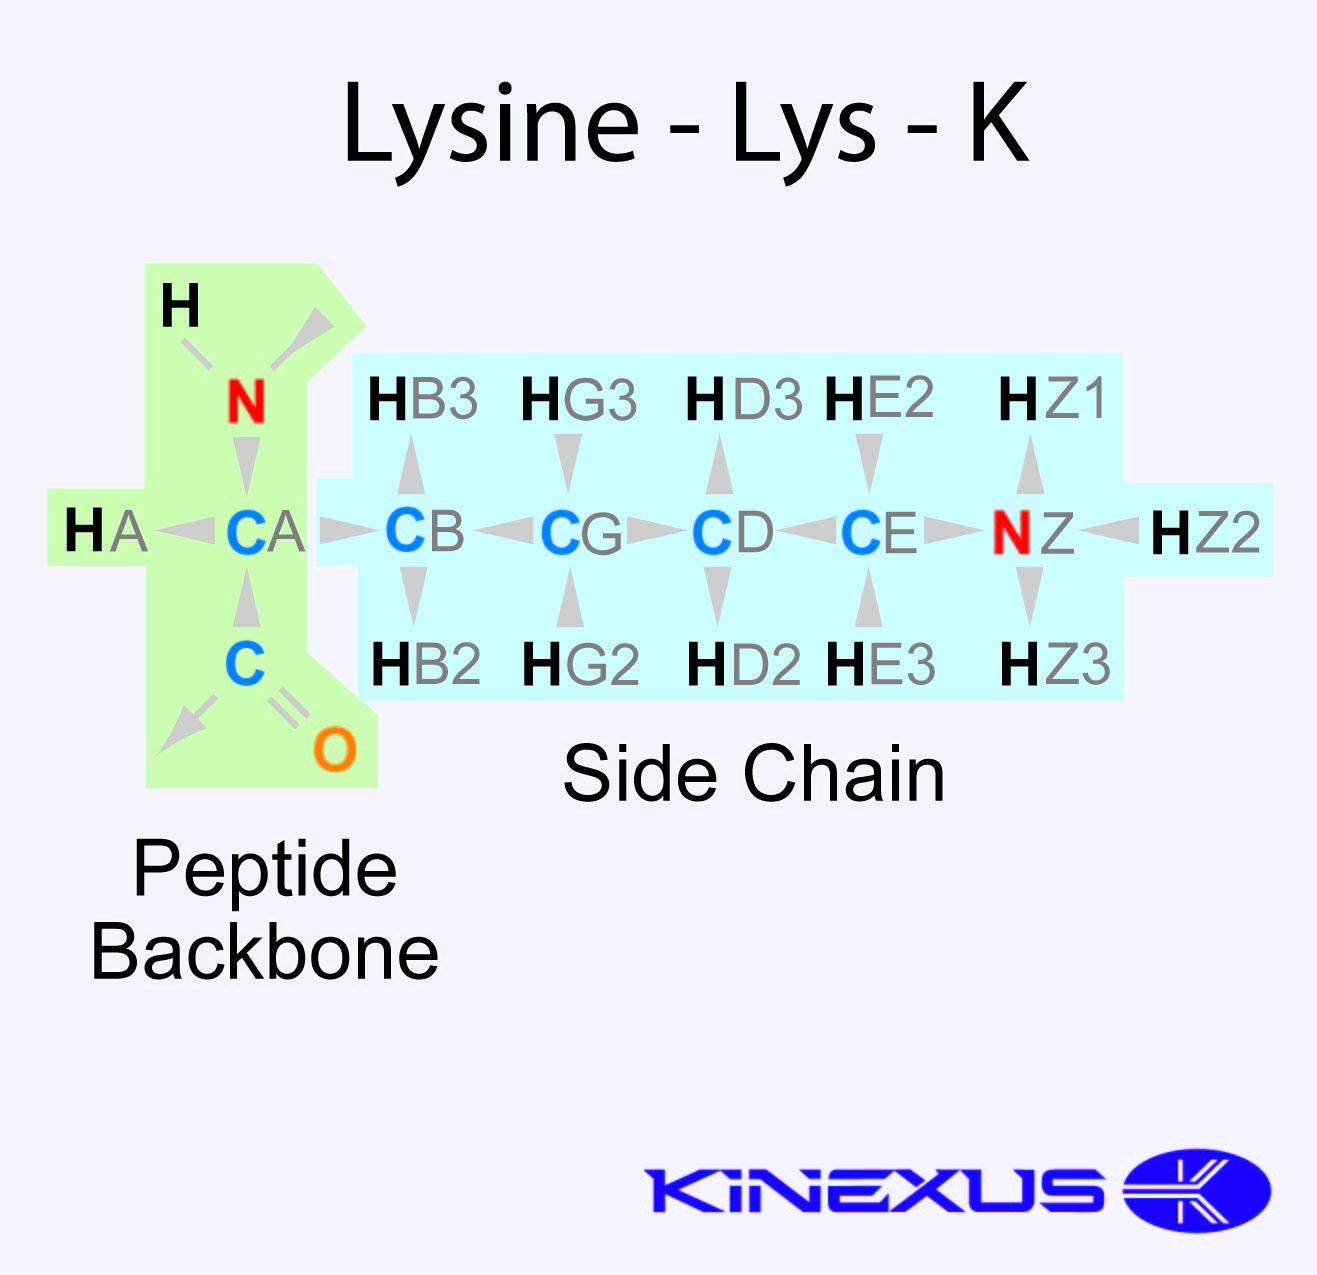 Lysine - Lys - K
H
N
HB3 HG3 HD3 HE2 HZ1
HA CA CB CG CD CE NZ HZ2
C HB2 HG2 HD2 HE3 HZ3
O
Side Chain
Peptide
Backbone
KiNEXUS K